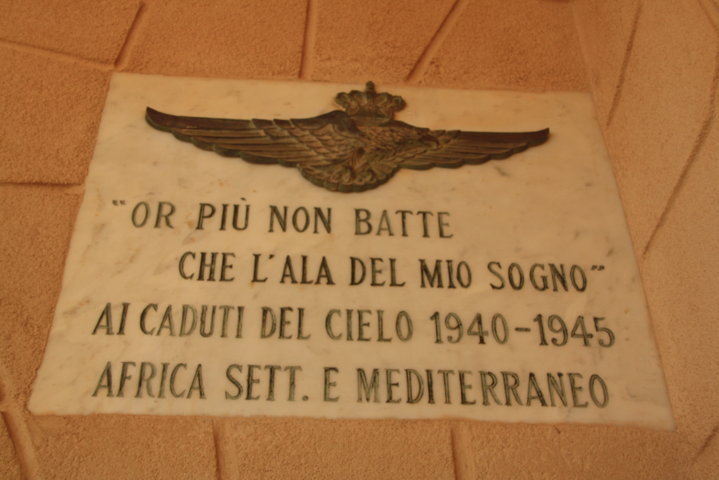 "OR PIÙ NON BATTE
CHE L'ALA DEL MIO SOGNO"
AI CADUTI DEL CIELO 1940-1945
AFRICA SETT. E MEDITERRANEO